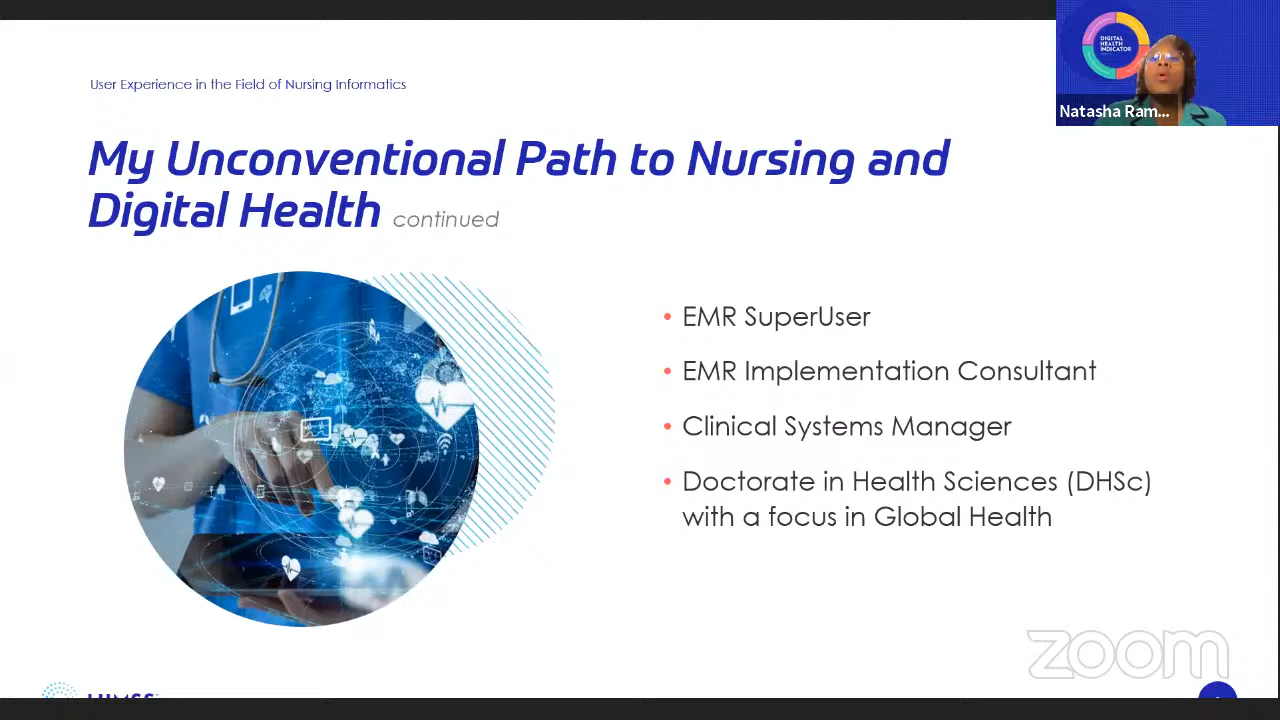 DIGITAL
HEALTH
INDICATOR
Natasha Ram...
User Experience in the Field of Nursing Informatics
My Unconventional Path to Nursing and
Digital Health continued
• EMR SuperUser
• EMR Implementation Consultant
• Clinical Systems Manager
• Doctorate in Health Sciences (DHSc)
with a focus in Global Health
zoom
HIMSS